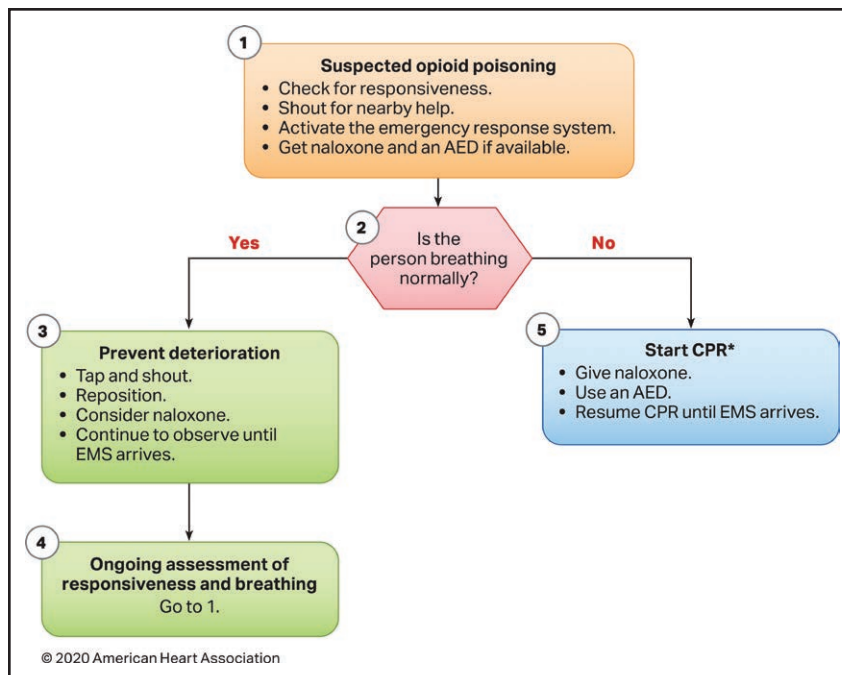 1
Suspected opioid poisoning
• Check for responsiveness.
• Shout for nearby help.
• Activate the emergency response system.
• Get naloxone and an AED if available.
2
Is the
person breathing
normally?
Yes
No
3
Prevent deterioration
• Tap and shout.
• Reposition.
• Consider naloxone.
• Continue to observe until
EMS arrives.
5
Start CPR*
• Give naloxone.
• Use an AED.
• Resume CPR until EMS arrives.
4
Ongoing assessment of
responsiveness and breathing
Go to 1.
© 2020 American Heart Association